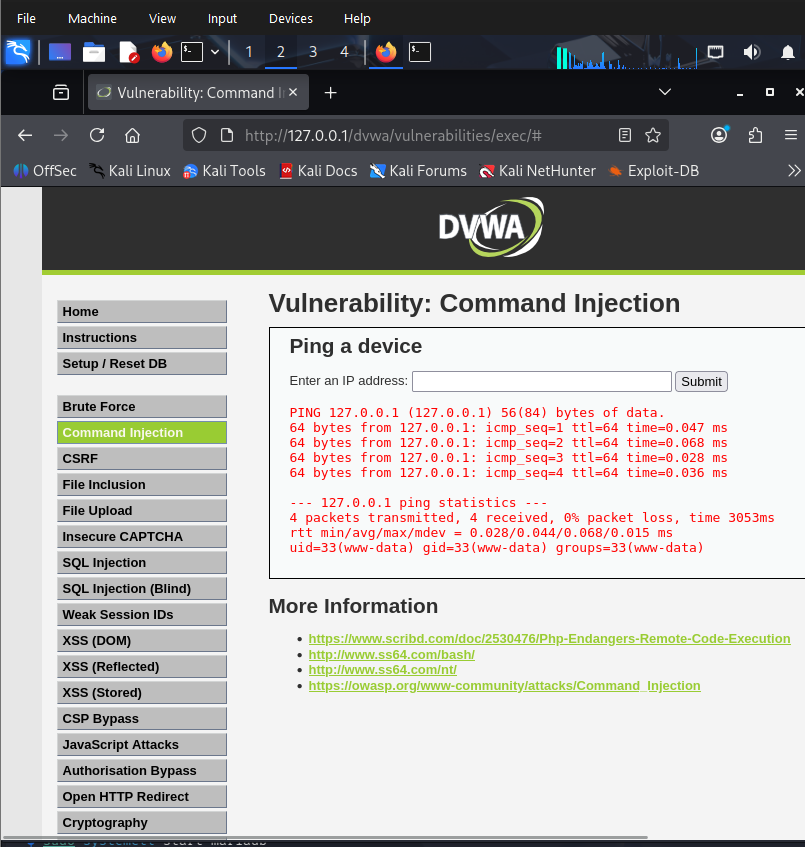 File Machine View Input Devices Help
1 2 3 4
Vulnerability: Command I
http://127.0.0.1/dvwa/vulnerabilities/exec/#
OffSec Kali Linux Kali Tools Kali Docs Kali Forums Kali NetHunter Exploit-DB
DVWA
Home
Instructions
Setup / Reset DB
Brute Force
Command Injection
CSRF
File Inclusion
File Upload
Insecure CAPTCHA
SQL Injection
SQL Injection (Blind)
Weak Session IDs
XSS (DOM)
XSS (Reflected)
XSS (Stored)
CSP Bypass
JavaScript Attacks
Authorisation Bypass
Open HTTP Redirect
Cryptography
Vulnerability: Command Injection
Ping a device
Enter an IP address: Submit
PING 127.0.0.1 (127.0.0.1) 56(84) bytes of data.
64 bytes from 127.0.0.1: icmp_seq=1 ttl=64 time=0.047 ms
64 bytes from 127.0.0.1: icmp_seq=2 ttl=64 time=0.068 ms
64 bytes from 127.0.0.1: icmp_seq=3 ttl=64 time=0.028 ms
64 bytes from 127.0.0.1: icmp_seq=4 ttl=64 time=0.036 ms
--- 127.0.0.1 ping statistics ---
4 packets transmitted, 4 received, 0% packet loss, time 3053ms
rtt min/avg/max/mdev = 0.028/0.044/0.068/0.015 ms
uid=33(www-data) gid=33(www-data) groups=33(www-data)
More Information
• https://www.scribd.com/doc/2530476/Php-Endangers-Remote-Code-Execution
• http://www.ss64.com/bash/
• http://www.ss64.com/nt/
• https://owasp.org/www-community/attacks/Command_Injection